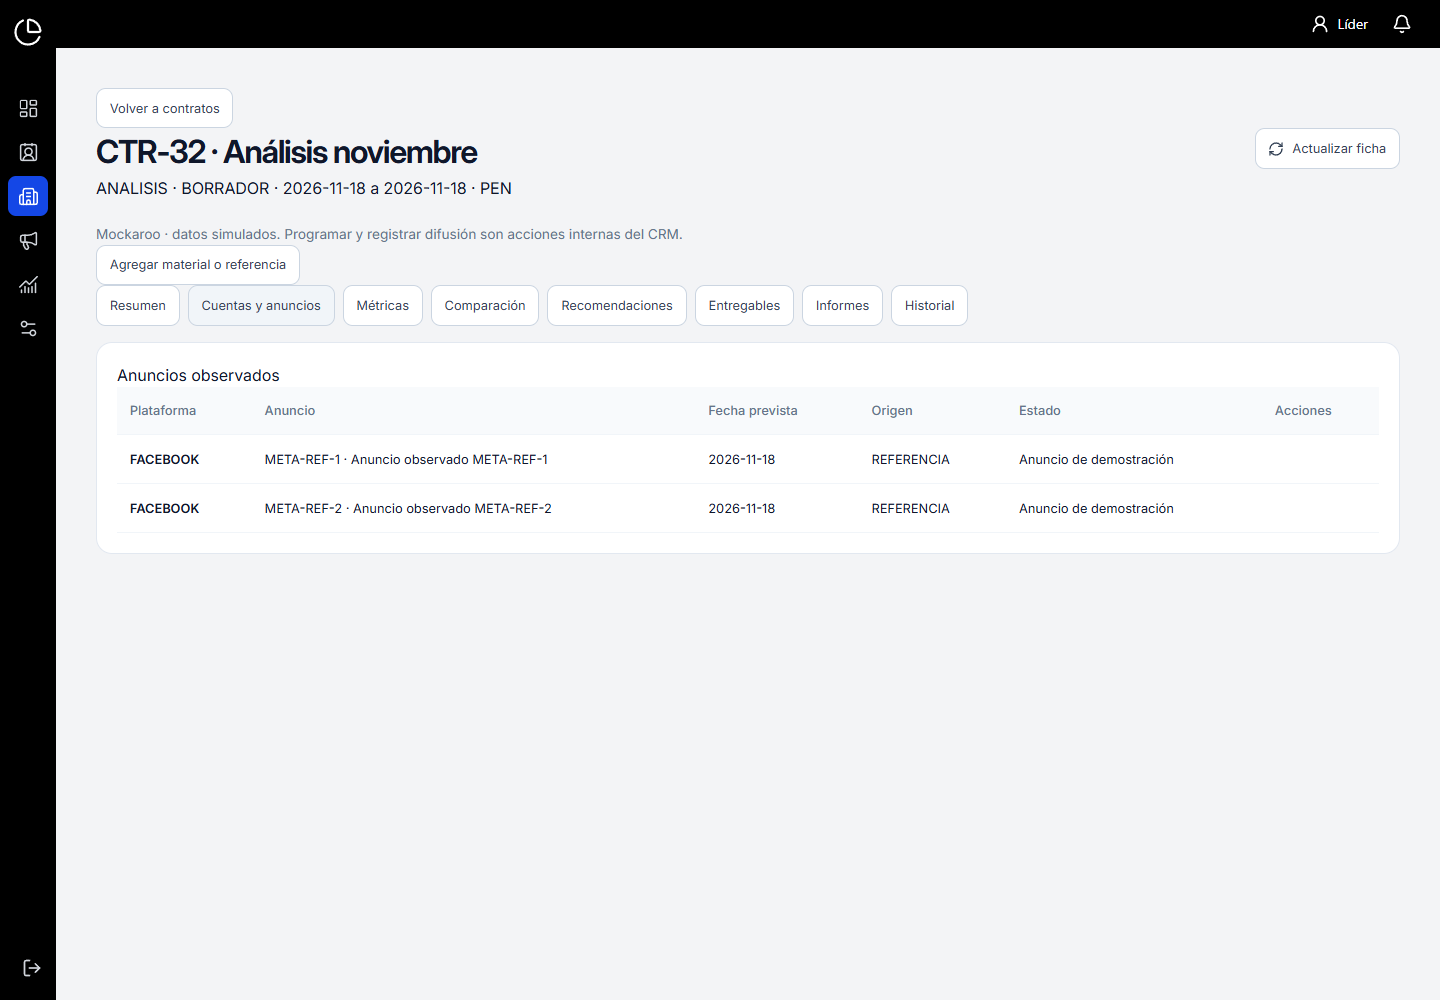 Líder
Volver a contratos
CTR-32 · Análisis noviembre
Actualizar ficha
ANALISIS · BORRADOR · 2026-11-18 a 2026-11-18 · PEN
Mockaroo · datos simulados. Programar y registrar difusión son acciones internas del CRM.
Agregar material o referencia
Resumen Cuentas y anuncios Métricas Comparación Recomendaciones Entregables Informes Historial
Anuncios observados
Plataforma Anuncio Fecha prevista Origen Estado Acciones
FACEBOOK META-REF-1 · Anuncio observado META-REF-1 2026-11-18 REFERENCIA Anuncio de demostración
FACEBOOK META-REF-2 · Anuncio observado META-REF-2 2026-11-18 REFERENCIA Anuncio de demostración